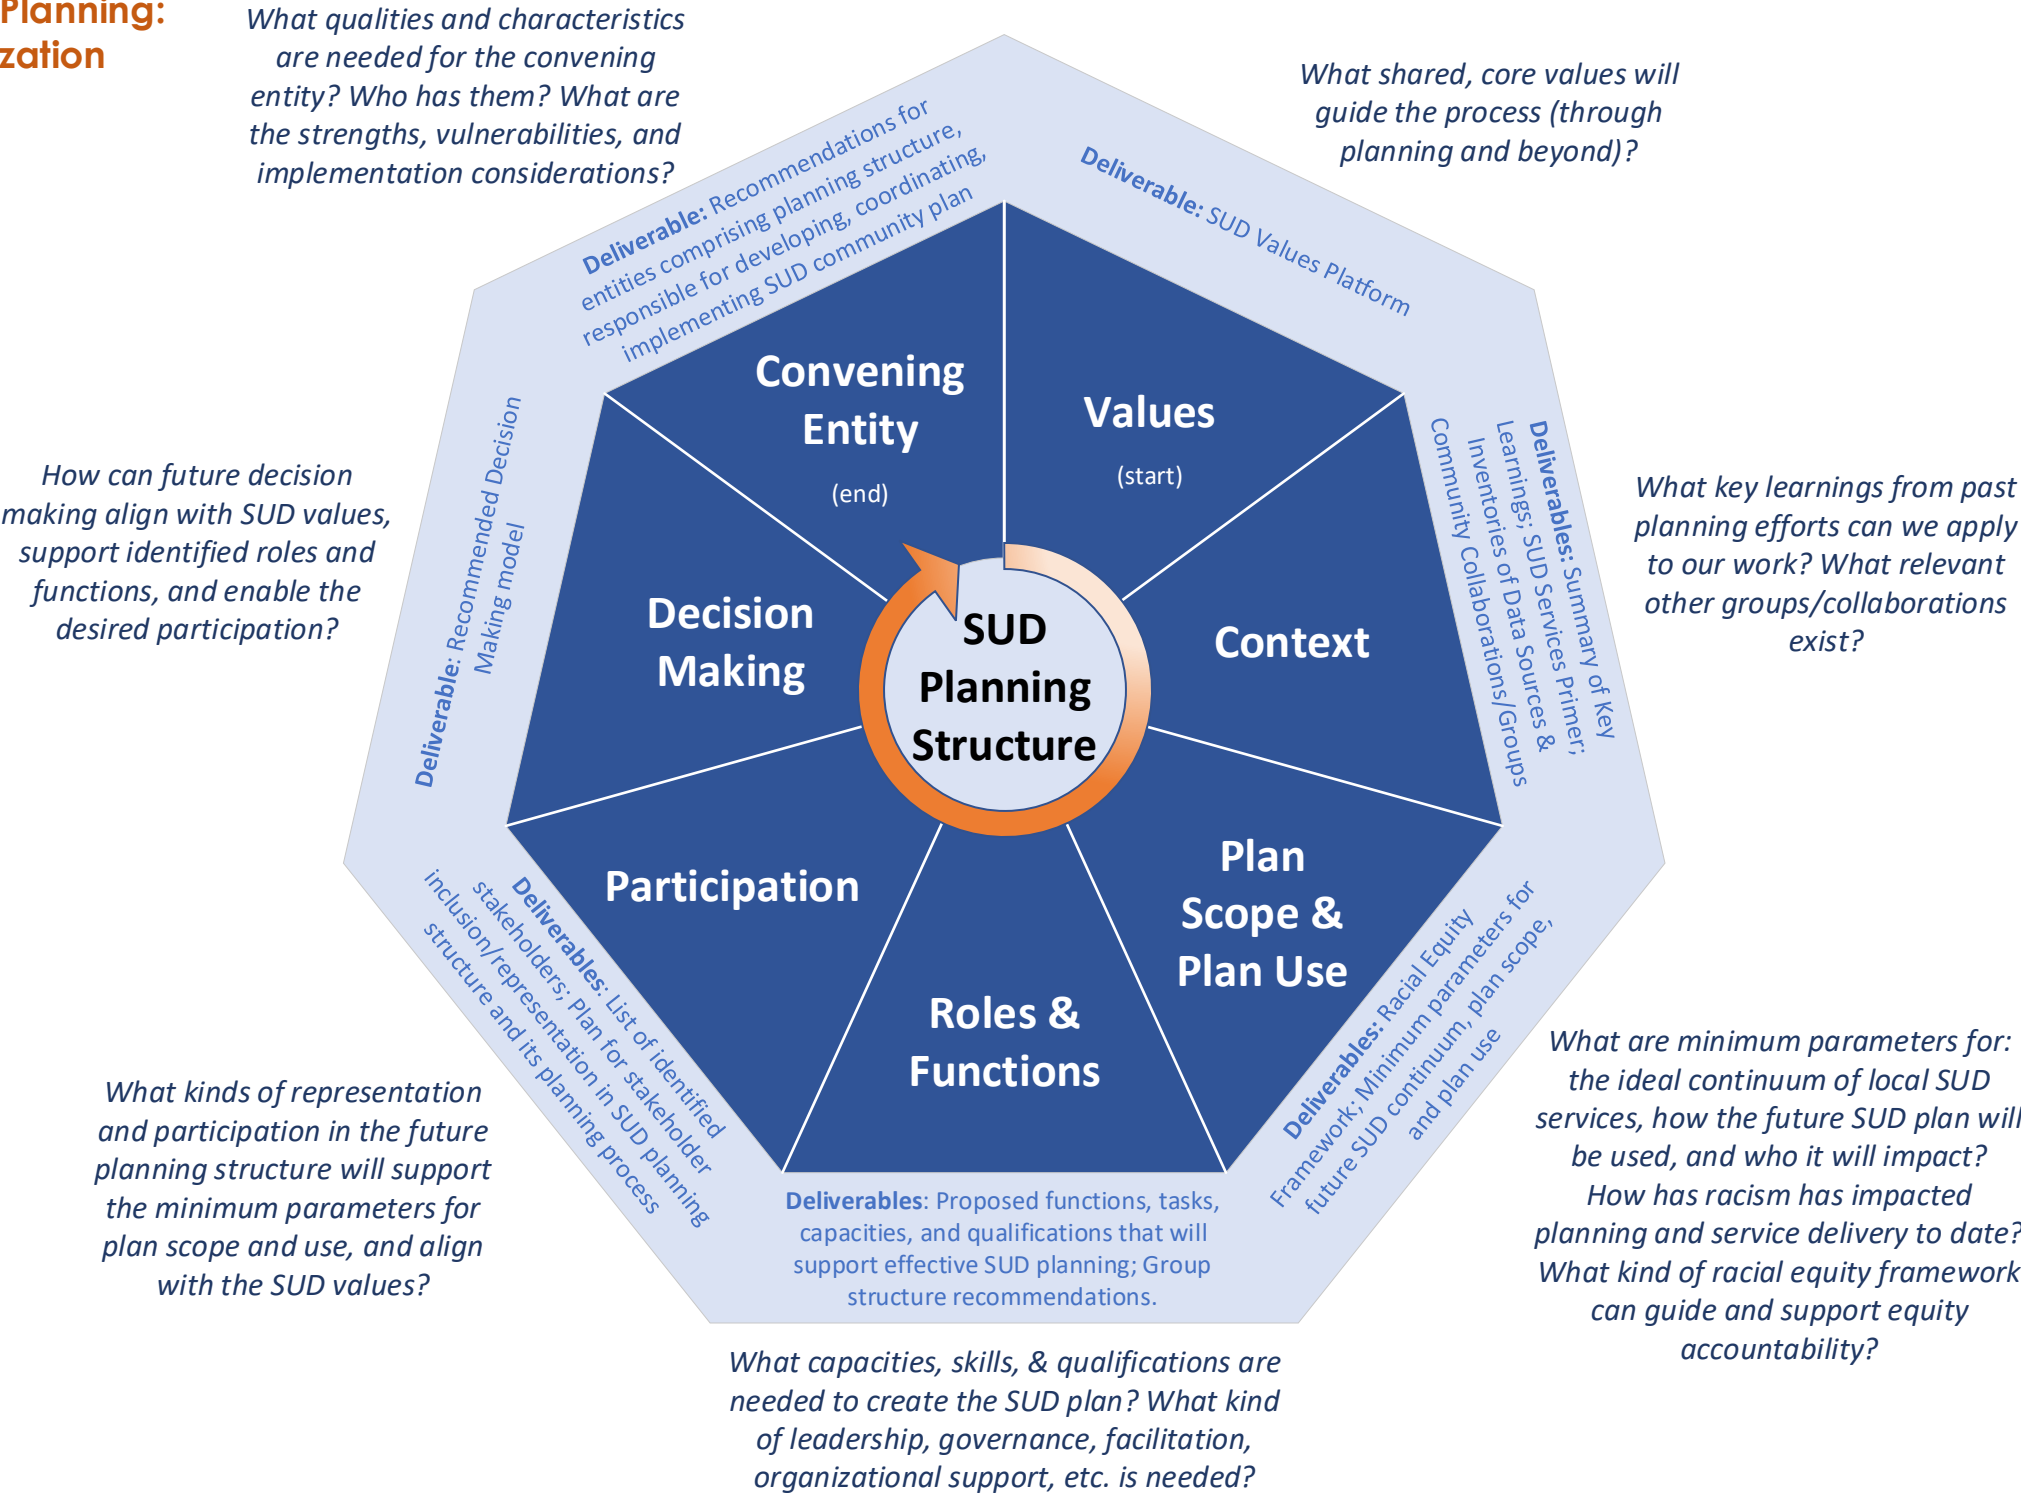 Planning:
zation
What qualities and characteristics
are needed for the convening
entity? Who has them? What are
the strengths, vulnerabilities, and
implementation considerations?
What shared, core values will
guide the process (through
planning and beyond)?
Deliverable: Recommendations for
entities comprising planning structure,
responsible for developing, coordinating,
implementing SUD community plan
Deliverable: SUD Values Platform
Convening
Entity
(end)
Values
(start)
How can future decision
making align with SUD values,
support identified roles and
functions, and enable the
desired participation?
Deliverable: Recommended Decision
Making model
Decision
Making
SUD
Planning
Structure
Context
Deliverables: Summary of Key
Learnings; SUD Services Primer;
Inventories of Data Sources &
Community Collaborations/Groups
What key learnings from past
planning efforts can we apply
to our work? What relevant
other groups/collaborations
exist?
Participation
Plan
Scope &
Plan Use
Roles &
Functions
Deliverables: List of identified
stakeholders; Plan for stakeholder
inclusion/representation in SUD planning
structure and its planning process
Deliverables: Racial Equity
Framework; Minimum parameters for
future SUD continuum, plan scope,
and plan use
What kinds of representation
and participation in the future
planning structure will support
the minimum parameters for
plan scope and use, and align
with the SUD values?
Deliverables: Proposed functions, tasks,
capacities, and qualifications that will
support effective SUD planning; Group
structure recommendations.
What are minimum parameters for:
the ideal continuum of local SUD
services, how the future SUD plan will
be used, and who it will impact?
How has racism has impacted
planning and service delivery to date?
What kind of racial equity framework
can guide and support equity
accountability?
What capacities, skills, & qualifications are
needed to create the SUD plan? What kind
of leadership, governance, facilitation,
organizational support, etc. is needed?